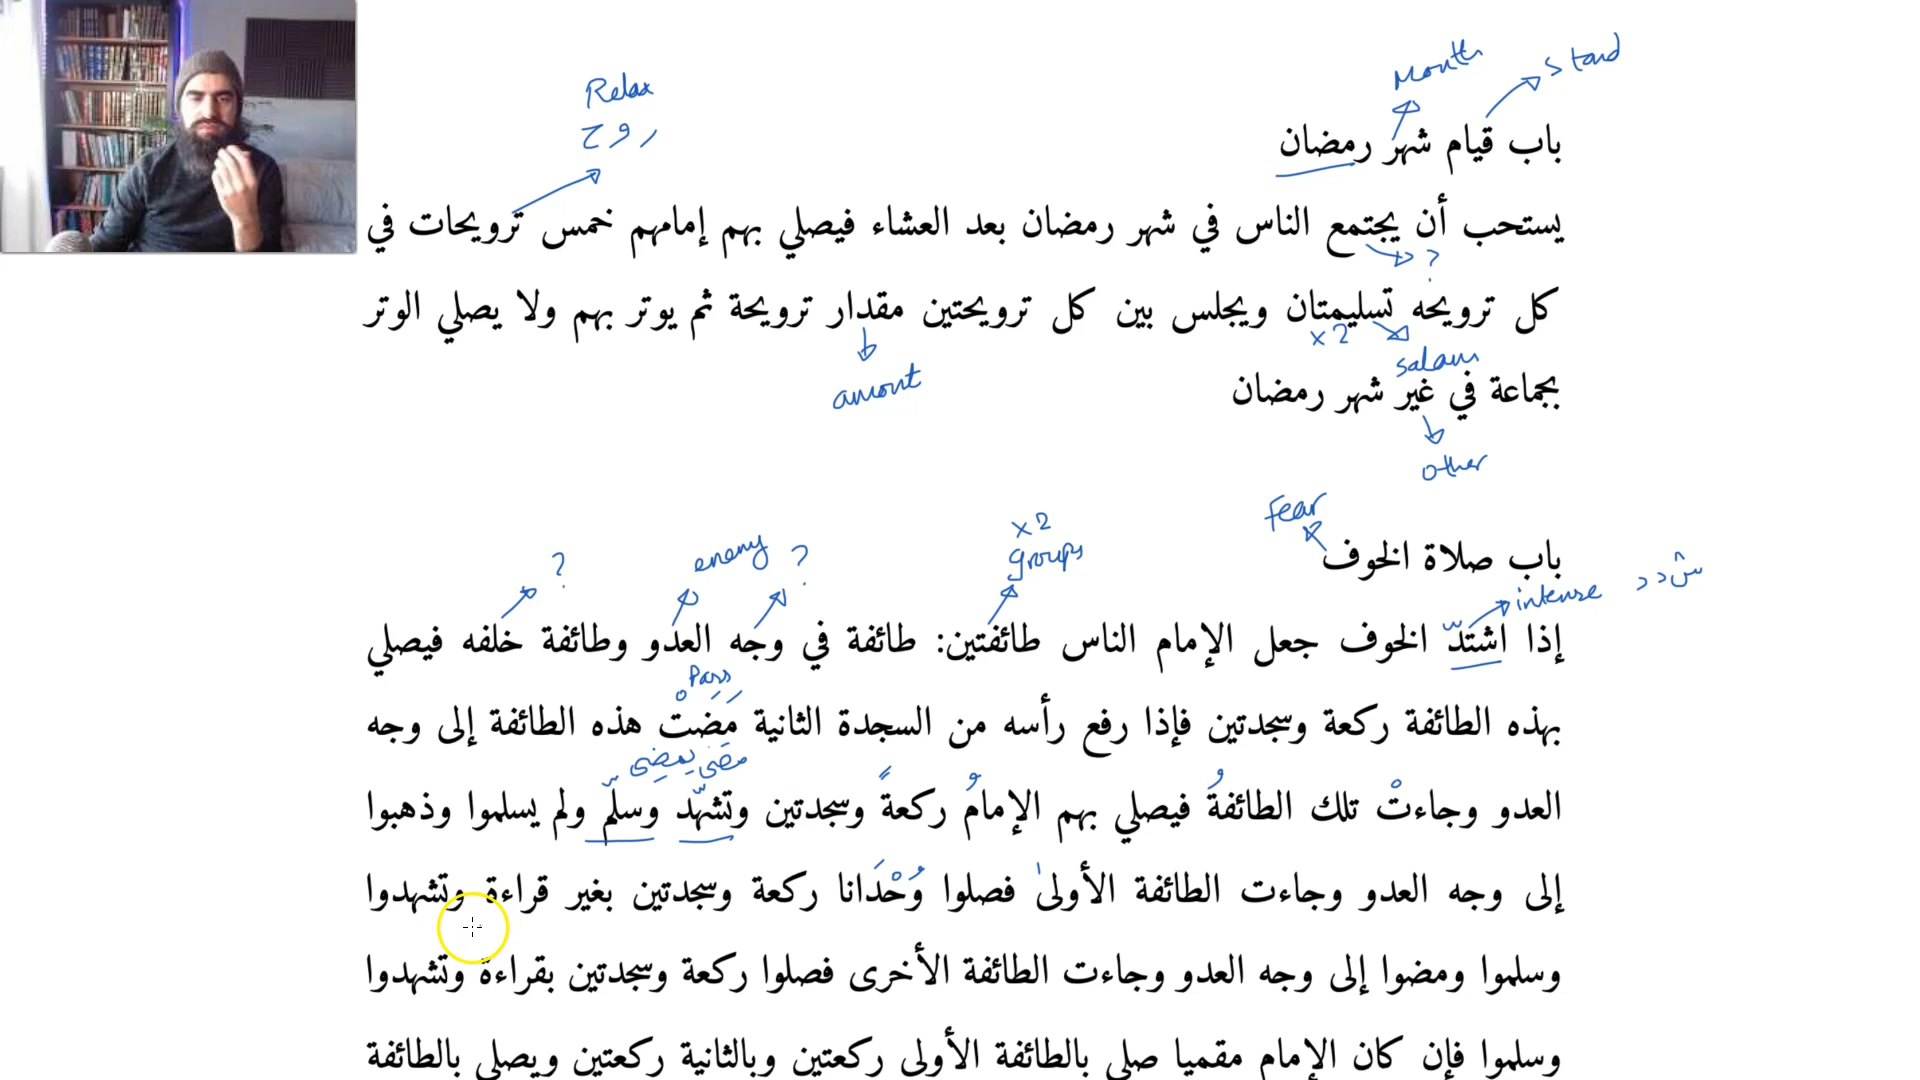 Month
Stand
Relax
روح
باب قيام شهر رمضان
يستحب أن يجتمع الناس في شهر رمضان بعد العشاء فيصلي بهم إمامهم خمس ترويحات في
?
كل ترويحه تسليمتان ويجلس بين كل ترويحتين مقدار ترويحة ثم يوتر بهم ولا يصلي الوتر
x2
salam
amont
بجماعة في غير شهر رمضان
other
Fear
x2
groups
enemy
?
?
باب صلاة الخوف
intense
شدد
إذا اشتدّ الخوف جعل الإمام الناس طائفتين: طائفة في وجه العدو وطائفة خلفه فيصلي
Pass
بهذه الطائفة ركعة وسجدتين فإذا رفع رأسه من السجدة الثانية مَضتْ هذه الطائفة إلى وجه
مضى يمضِى
العدو وجاءتْ تلك الطائفةُ فيصلي بهم الإمامُ ركعةً وسجدتين وتشهّد وسلّم ولم يسلموا وذهبوا
إلى وجه العدو وجاءت الطائفة الأولىٰ فصلوا وُحْدَانا ركعة وسجدتين بغير قراءة وتشهدوا
وسلموا ومضوا إلى وجه العدو وجاءت الطائفة الأخرى فصلوا ركعة وسجدتين بقراءة وتشهدوا
وسلموا فإن كان الإمام مقميا صلى بالطائفة الأولى ركعتين وبالثانية ركعتين ويصلي بالطائفة